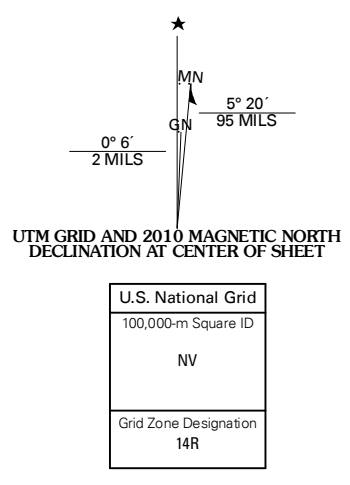 MN
GN
5° 20´
95 MILS
0° 6´
2 MILS
UTM GRID AND 2010 MAGNETIC NORTH
DECLINATION AT CENTER OF SHEET
U.S. National Grid
100,000-m Square ID
NV
Grid Zone Designation
14R